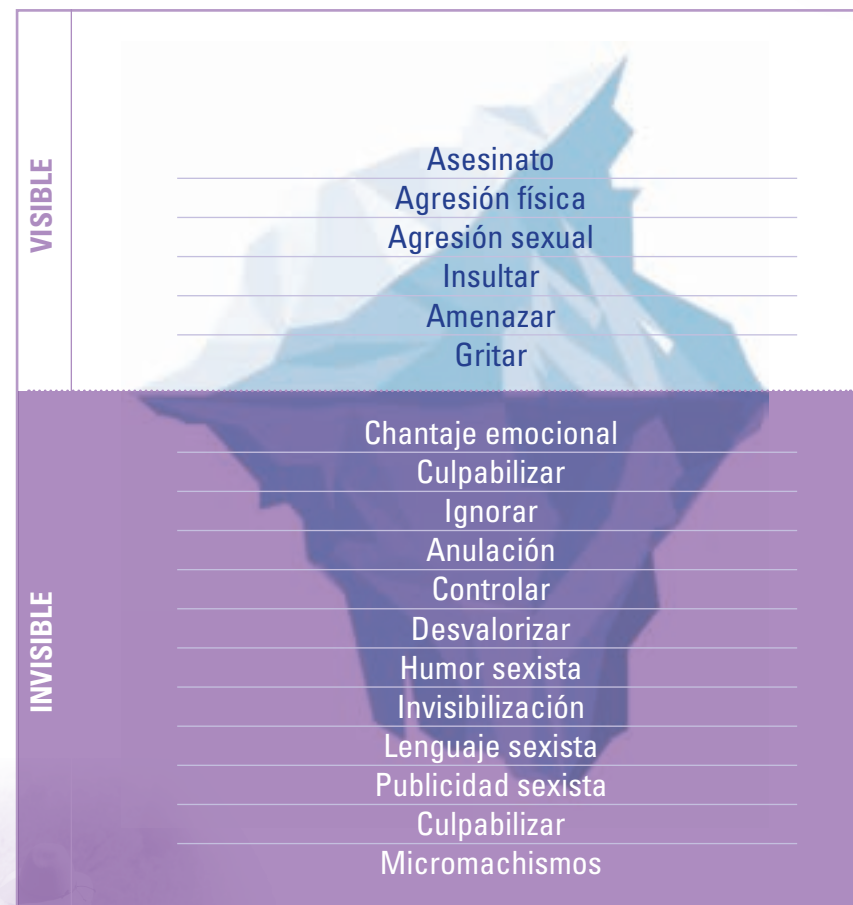 VISIBLE
Asesinato
Agresión física
Agresión sexual
Insultar
Amenazar
Gritar
INVISIBLE
Chantaje emocional
Culpabilizar
Ignorar
Anulación
Controlar
Desvalorizar
Humor sexista
Invisibilización
Lenguaje sexista
Publicidad sexista
Culpabilizar
Micromachismos